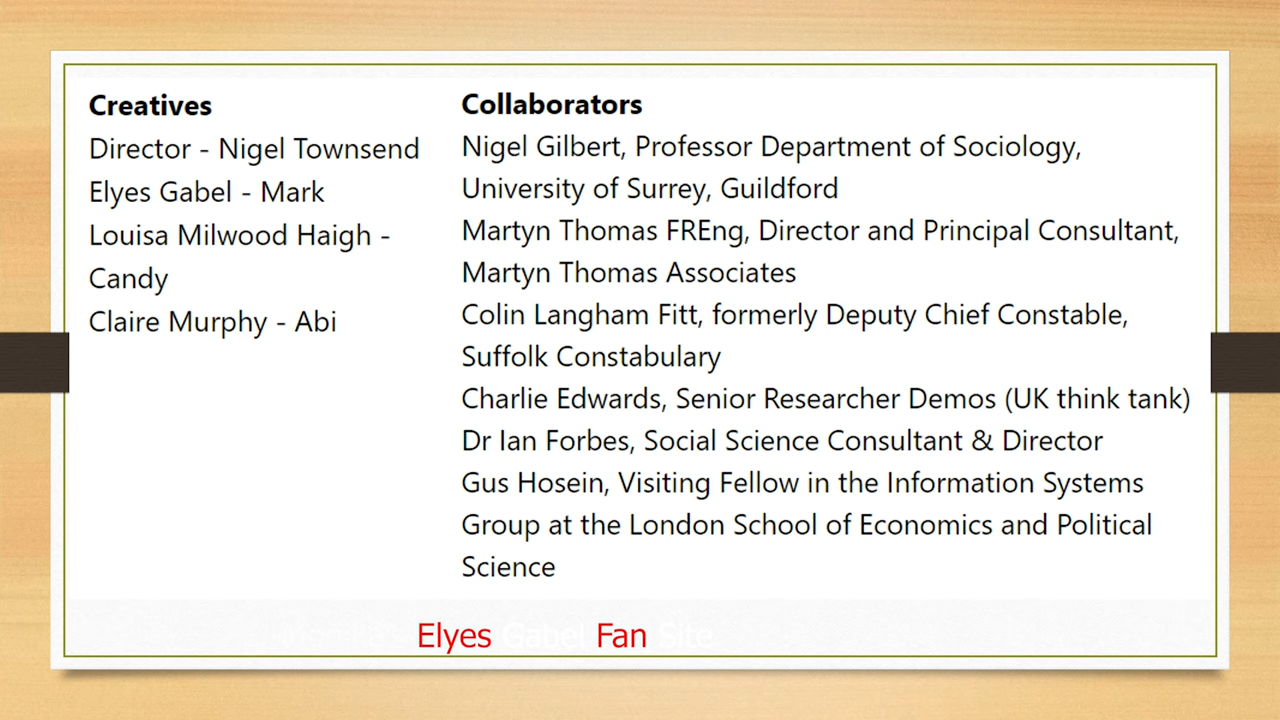 Creatives
Director - Nigel Townsend
Elyes Gabel - Mark
Louisa Milwood Haigh -
Candy
Claire Murphy - Abi
Collaborators
Nigel Gilbert, Professor Department of Sociology,
University of Surrey, Guildford
Martyn Thomas FREng, Director and Principal Consultant,
Martyn Thomas Associates
Colin Langham Fitt, formerly Deputy Chief Constable,
Suffolk Constabulary
Charlie Edwards, Senior Researcher Demos (UK think tank)
Dr Ian Forbes, Social Science Consultant & Director
Gus Hosein, Visiting Fellow in the Information Systems
Group at the London School of Economics and Political
Science
Elyes Gabel Fan Site